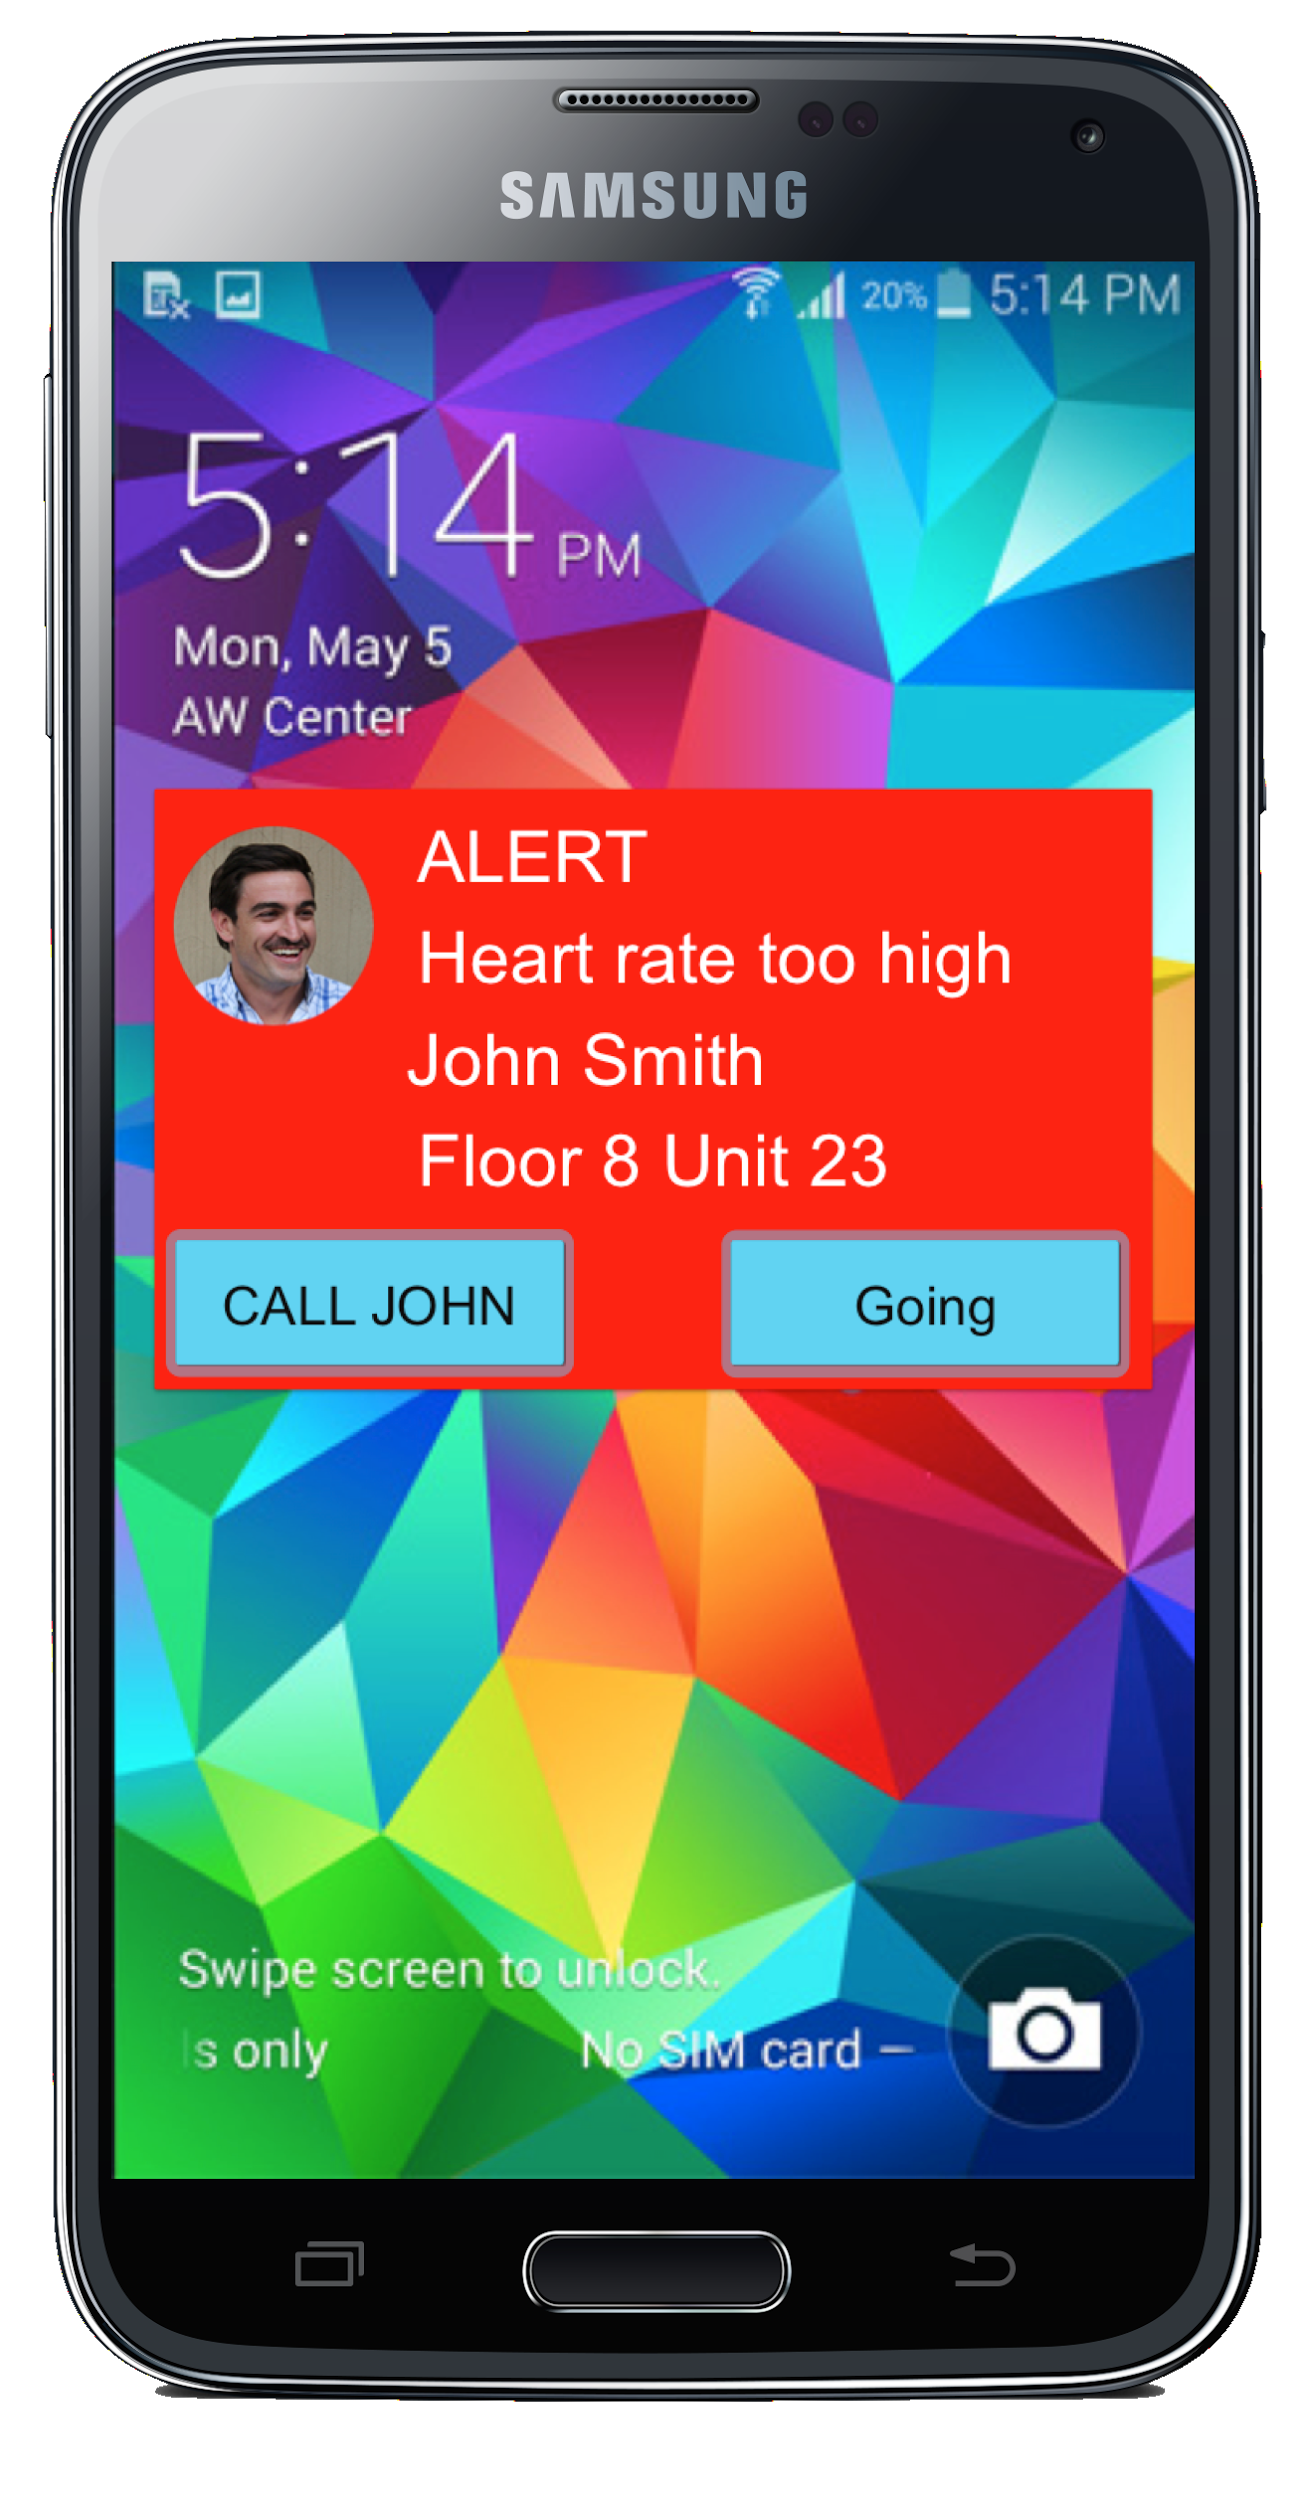 SAMSUNG
20% 5:14 PM
5:14 PM
Mon, May 5
AW Center
ALERT
Heart rate too high
John Smith
Floor 8 Unit 23
CALL JOHN
Going
Swipe screen to unlock.
s only No SIM card –